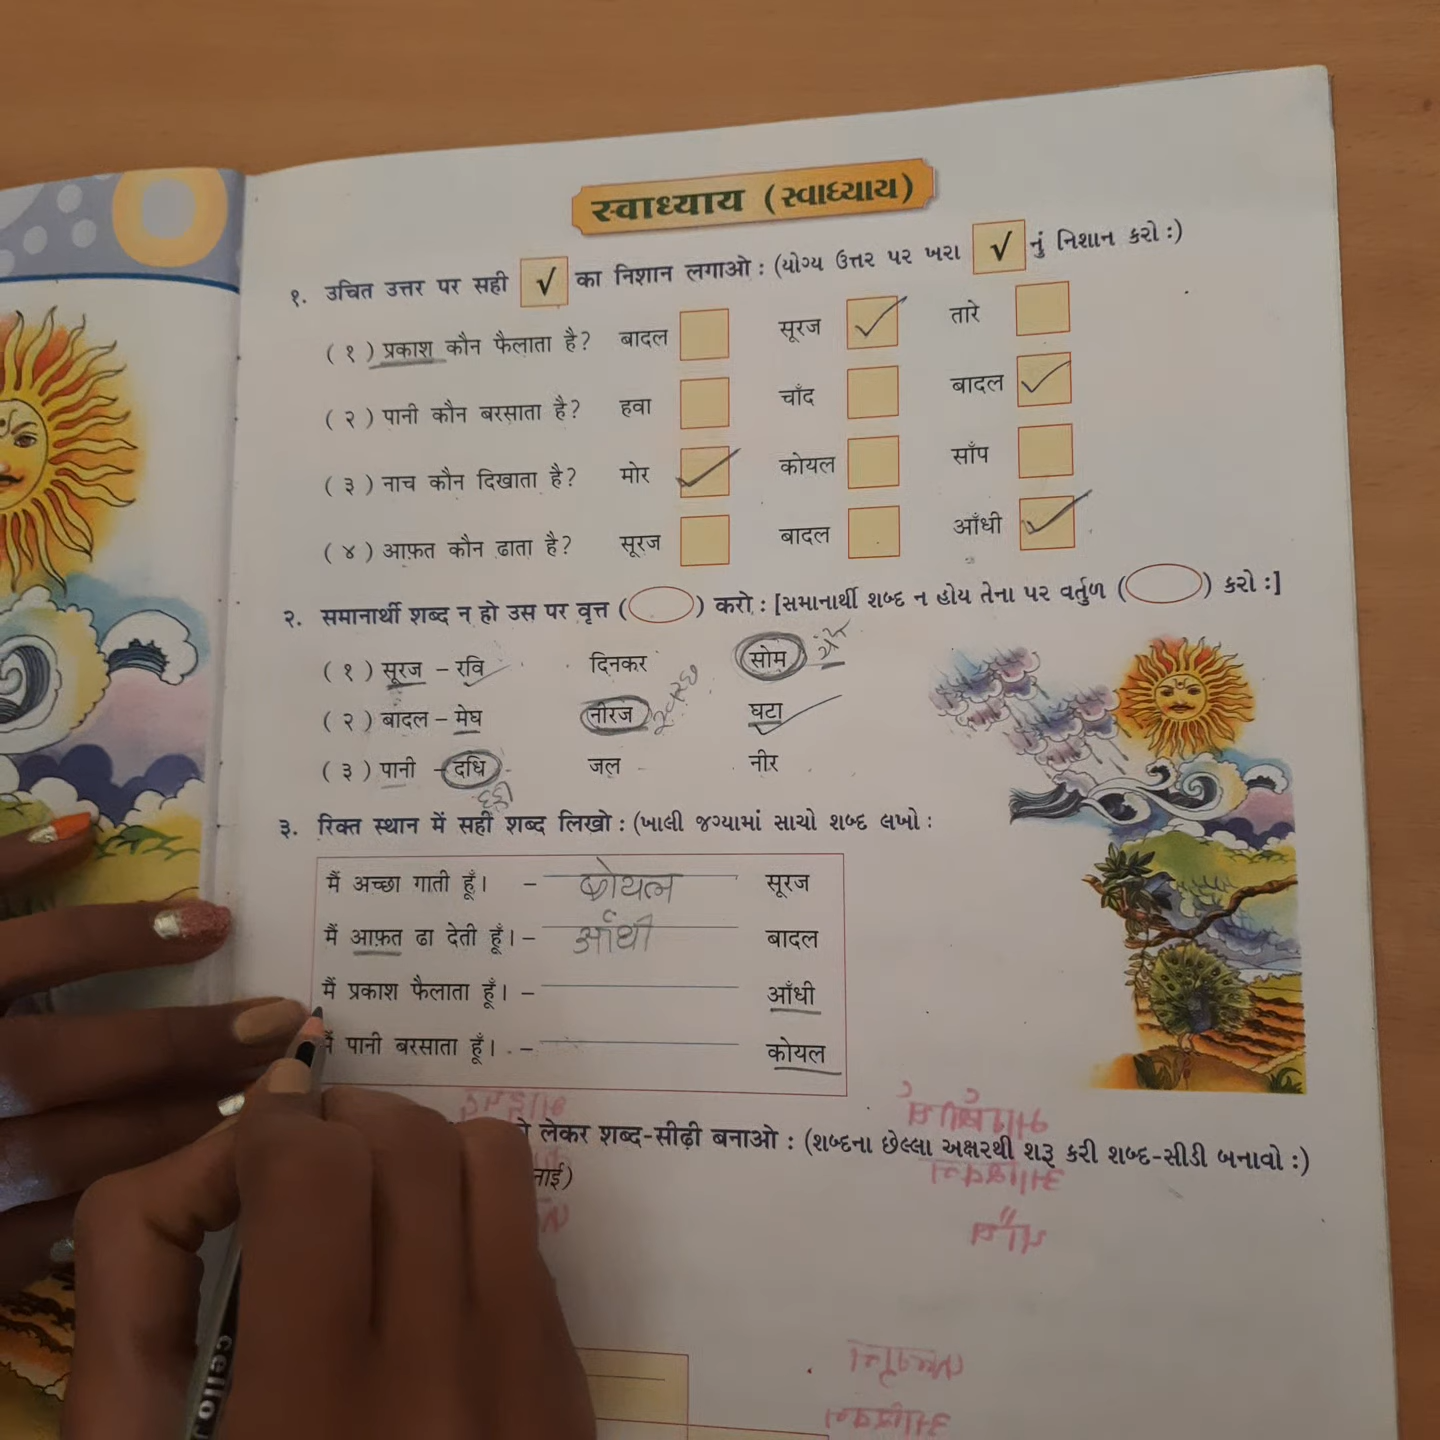 स्वाध्याय (સ્વાધ્યાય)
१. उचित उत्तर पर सही √ का निशान लगाओ : (યોગ્ય ઉત્તર પર ખરા √ નું નિશાન કરો :)
(१) प्रकाश कौन फैलाता है? बादल सूरज ✓ तारे
(२) पानी कौन बरसाता है? हवा चाँद बादल ✓
(३) नाच कौन दिखाता है? मोर ✓ कोयल साँप
(४) आफ़त कौन ढाता है? सूरज बादल आँधी ✓
२. समानार्थी शब्द न हो उस पर वृत्त ( ) करो : [સમાનાર્થી શબ્દ ન હોય તેના પર વર્તુળ ( ) કરો :]
(१) सूरज – रवि दिनकर सोम
(२) बादल – मेघ नीरज घटा
(३) पानी – दधि जल नीर
दही
३. रिक्त स्थान में सही शब्द लिखो : (ખાલી જગ્યામાં સાચો શબ્દ લખો :
मैं अच्छा गाती हूँ। – कोयल सूरज
मैं आफ़त ढा देती हूँ। – आँधी बादल
मैं प्रकाश फैलाता हूँ। – आँधी
मैं पानी बरसाता हूँ। – कोयल
लेकर शब्द-सीढ़ी बनाओ : (શબ્દના છેલ્લા અક્ષરથી શરૂ કરી શબ્દ-સીડી બનાવો :)
नाई)
cello